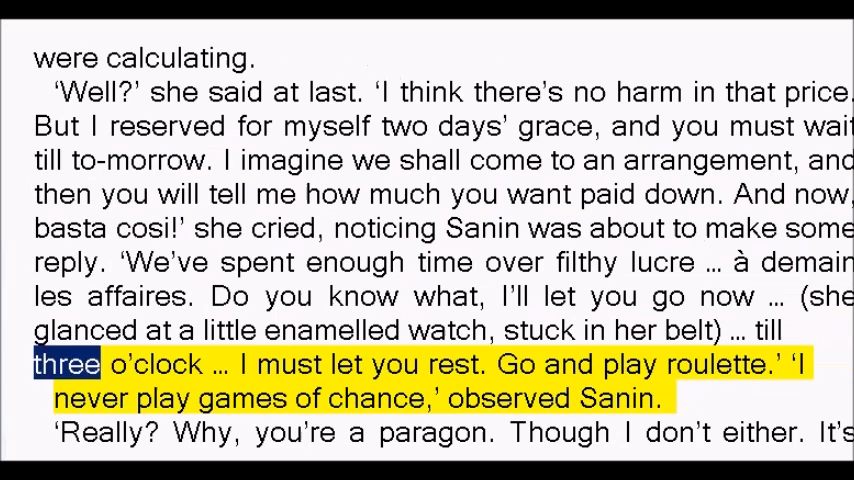 were calculating.
‘Well?’ she said at last. ‘I think there’s no harm in that price.
But I reserved for myself two days’ grace, and you must wait
till to-morrow. I imagine we shall come to an arrangement, and
then you will tell me how much you want paid down. And now,
basta cosi!’ she cried, noticing Sanin was about to make some
reply. ‘We’ve spent enough time over filthy lucre ... à demain
les affaires. Do you know what, I’ll let you go now ... (she
glanced at a little enamelled watch, stuck in her belt) ... till
three o’clock ... I must let you rest. Go and play roulette.’ ‘I
never play games of chance,’ observed Sanin.
‘Really? Why, you’re a paragon. Though I don’t either. It’s